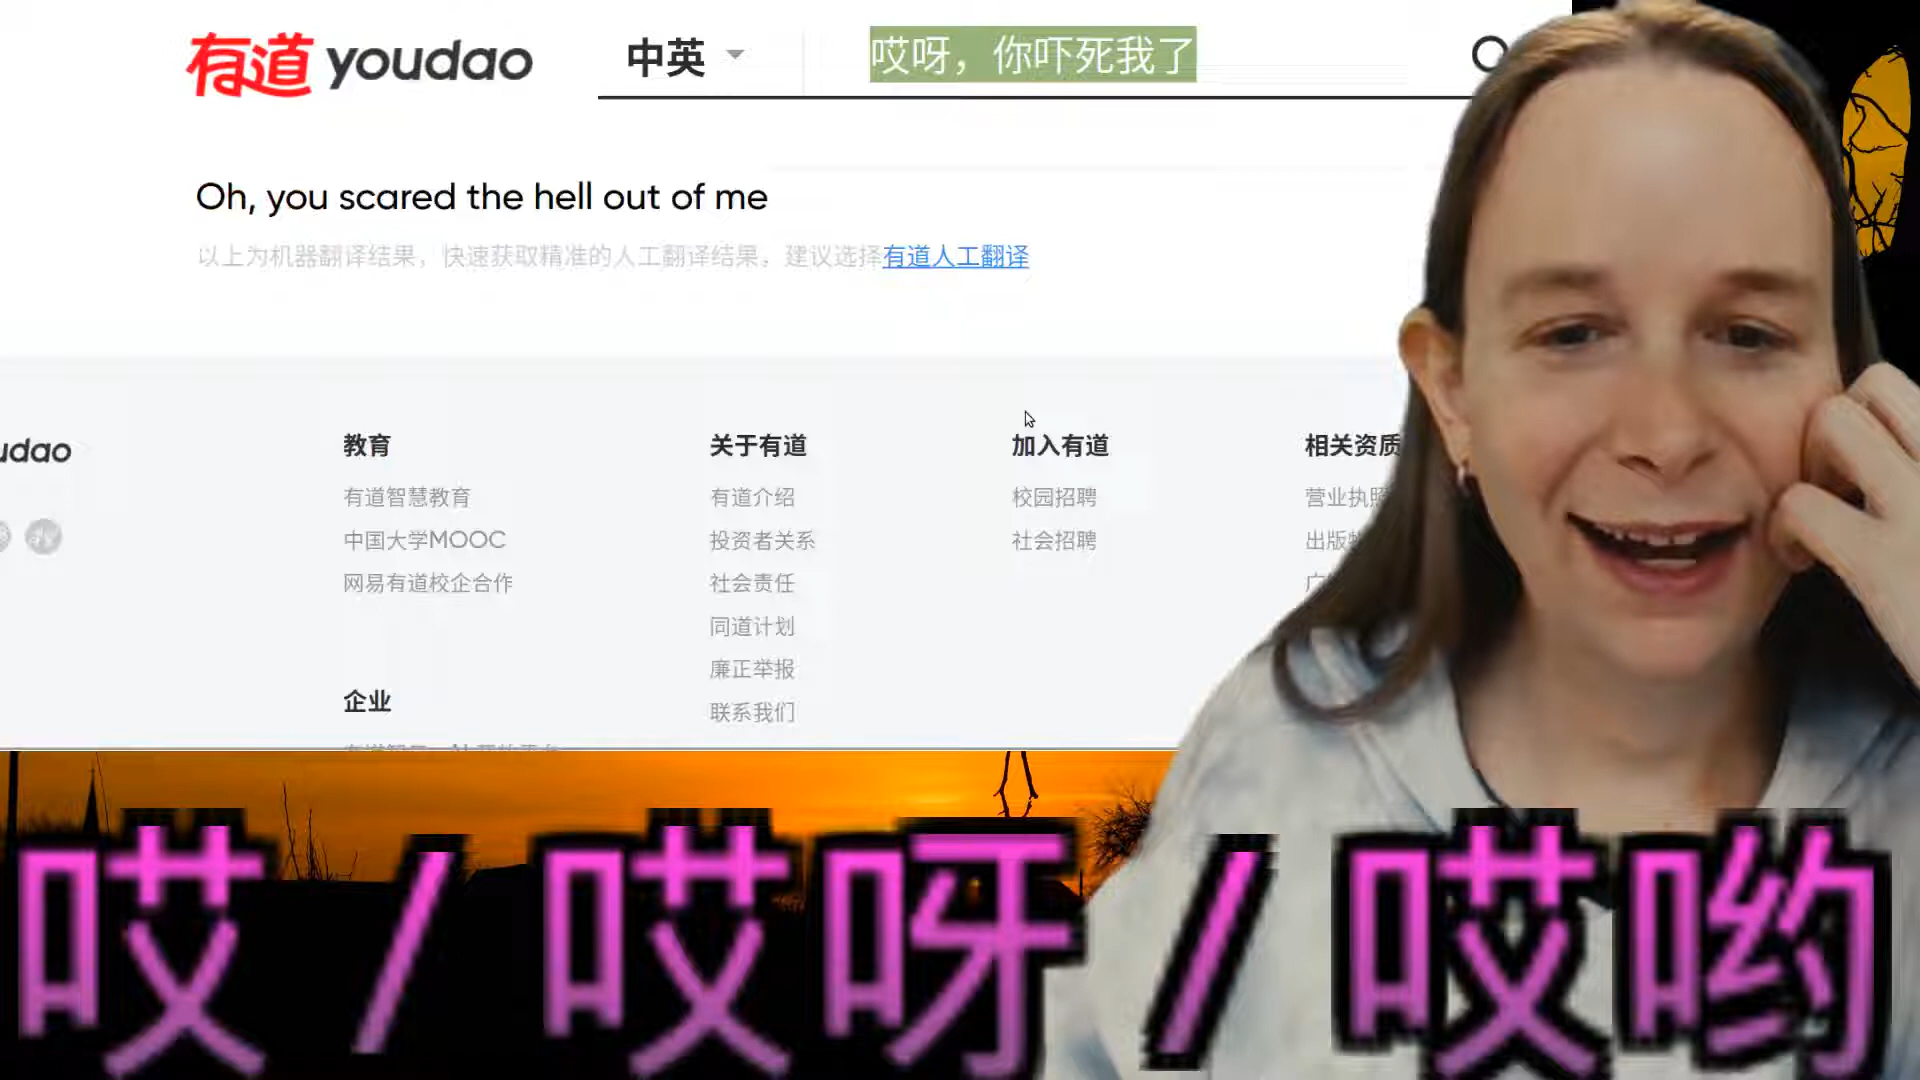 有道 youdao
中英
哎呀，你吓死我了
Oh, you scared the hell out of me
以上为机器翻译结果，快速获取精准的人工翻译结果，建议选择有道人工翻译
udao
教育
有道智慧教育
中国大学MOOC
网易有道校企合作
企业
关于有道
有道介绍
投资者关系
社会责任
同道计划
廉正举报
联系我们
加入有道
校园招聘
社会招聘
相关资质
营业执照
出版
广
哎/哎呀/哎哟